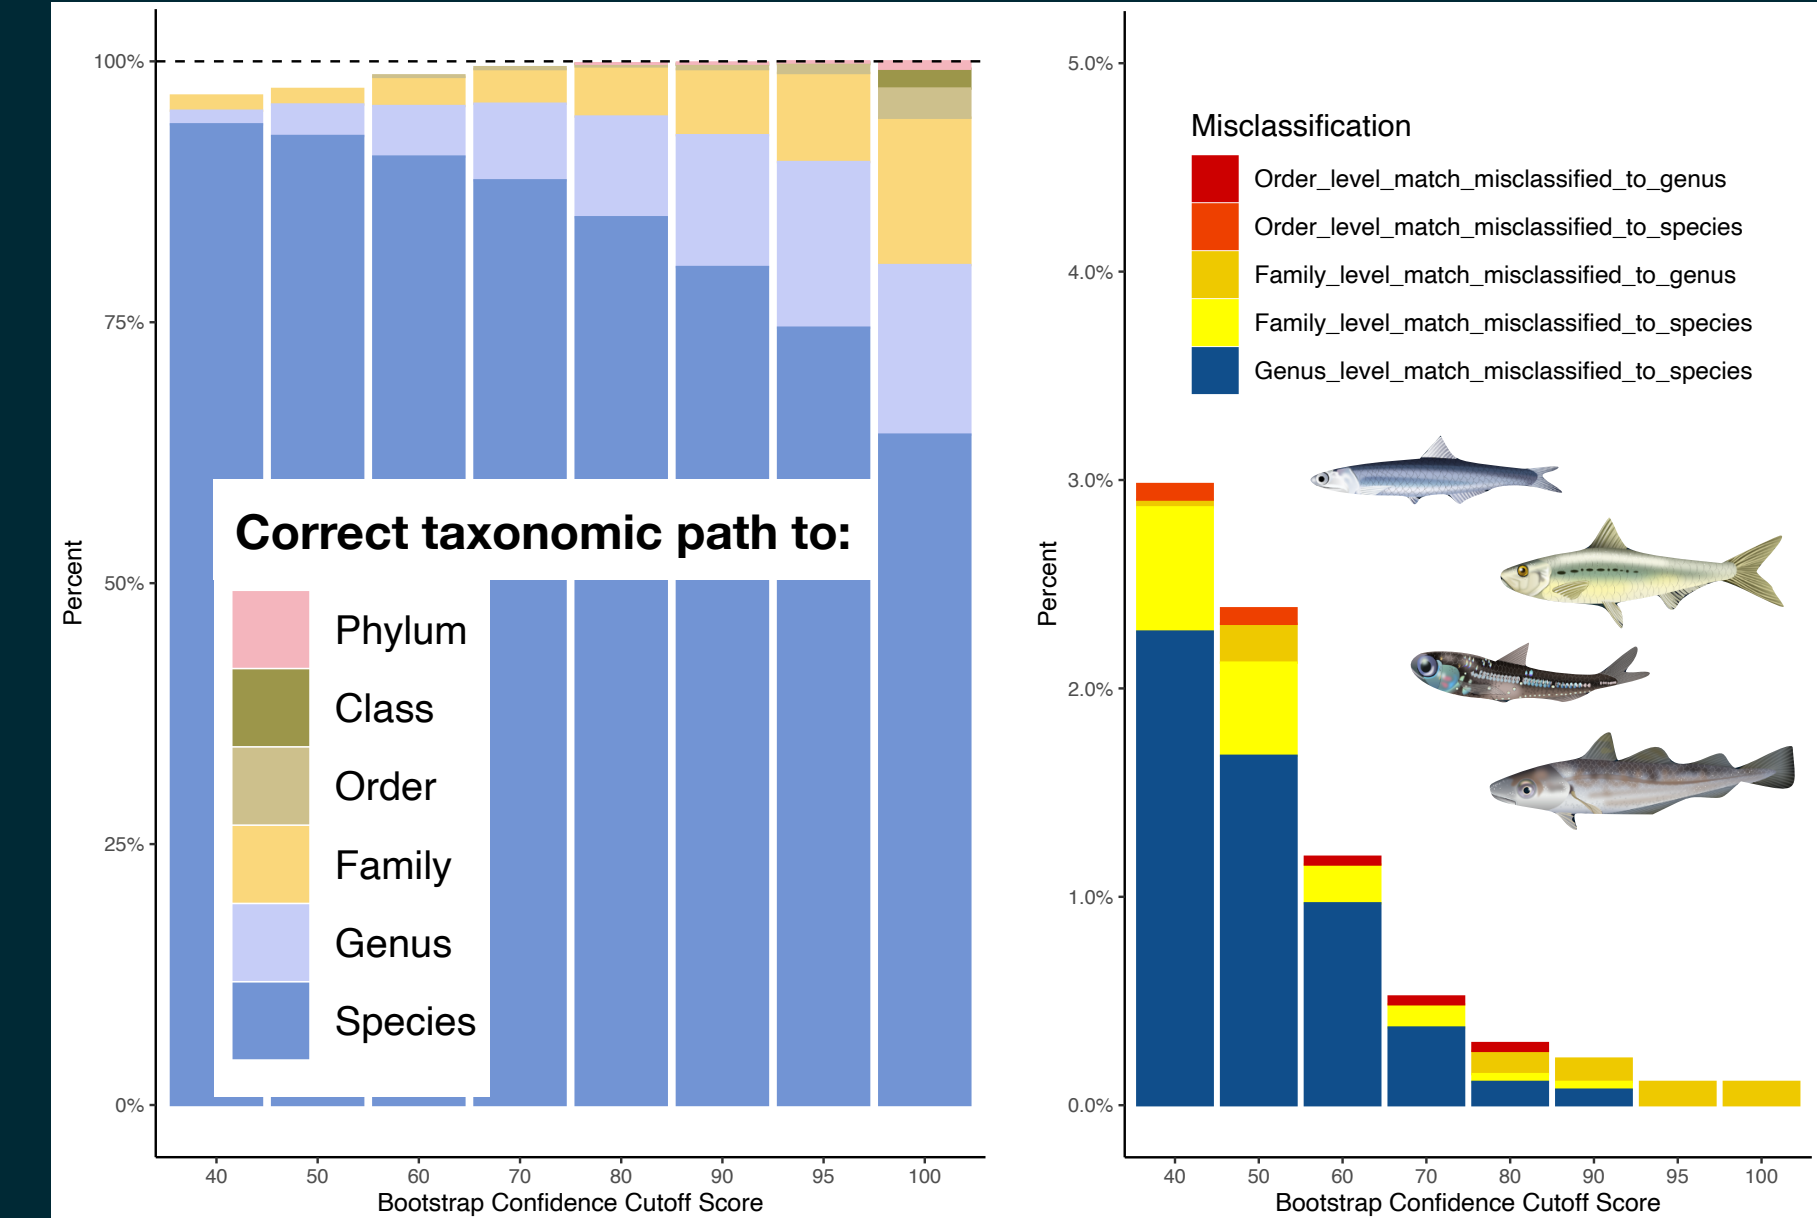 100%
75%
50%
25%
0%
Percent
Correct taxonomic path to:
Phylum
Class
Order
Family
Genus
Species
40 50 60 70 80 90 95 100
Bootstrap Confidence Cutoff Score
5.0%
4.0%
3.0%
2.0%
1.0%
0.0%
Percent
Misclassification
Order_level_match_misclassified_to_genus
Order_level_match_misclassified_to_species
Family_level_match_misclassified_to_genus
Family_level_match_misclassified_to_species
Genus_level_match_misclassified_to_species
40 50 60 70 80 90 95 100
Bootstrap Confidence Cutoff Score